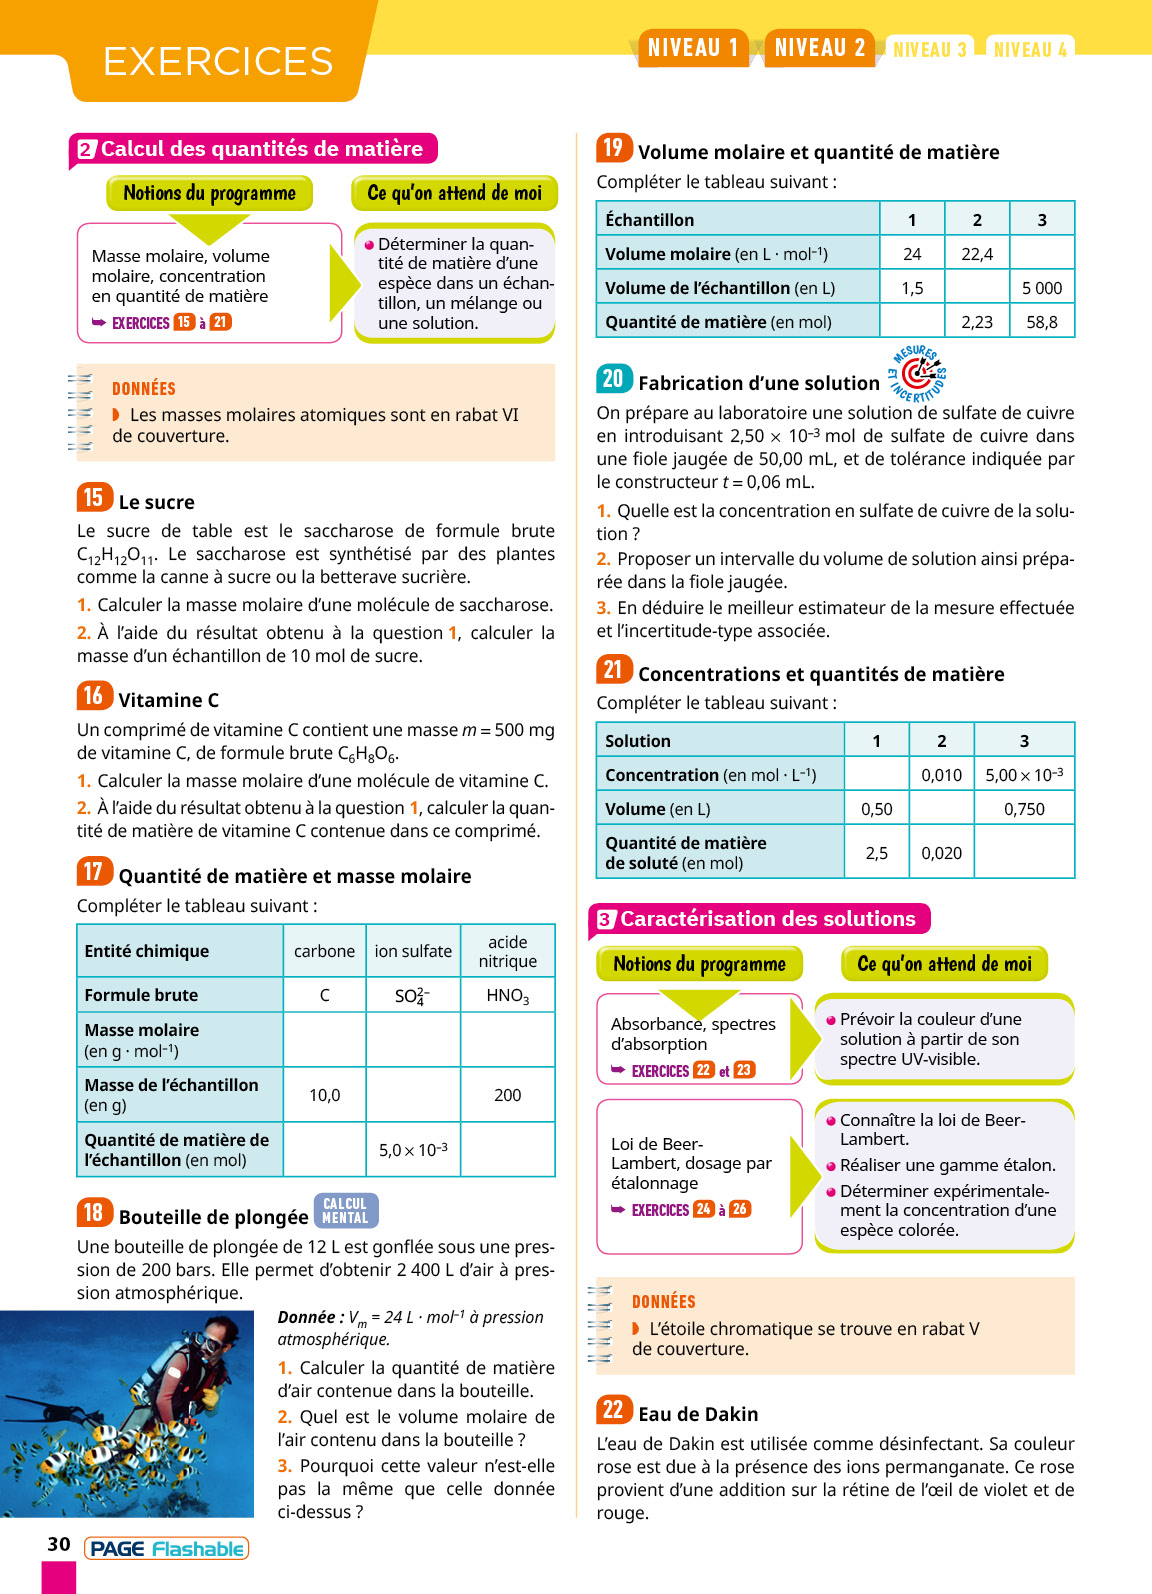 EXERCICES
NIVEAU 1 NIVEAU 2 NIVEAU 3 NIVEAU 4
2 Calcul des quantités de matière
Notions du programme
Ce qu'on attend de moi
Masse molaire, volume
molaire, concentration
en quantité de matière
➥ EXERCICES 15 à 21
• Déterminer la quan-
tité de matière d'une
espèce dans un échan-
tillon, un mélange ou
une solution.
DONNÉES
◗ Les masses molaires atomiques sont en rabat VI
de couverture.
15 Le sucre
Le sucre de table est le saccharose de formule brute
C₁₂H₁₂O₁₁. Le saccharose est synthétisé par des plantes
comme la canne à sucre ou la betterave sucrière.
1. Calculer la masse molaire d'une molécule de saccharose.
2. À l'aide du résultat obtenu à la question 1, calculer la
masse d'un échantillon de 10 mol de sucre.
16 Vitamine C
Un comprimé de vitamine C contient une masse m = 500 mg
de vitamine C, de formule brute C₆H₈O₆.
1. Calculer la masse molaire d'une molécule de vitamine C.
2. À l'aide du résultat obtenu à la question 1, calculer la quan-
tité de matière de vitamine C contenue dans ce comprimé.
17 Quantité de matière et masse molaire
Compléter le tableau suivant :
Entité chimique carbone ion sulfate acide nitrique
Formule brute C SO₄²⁻ HNO₃
Masse molaire
(en g · mol⁻¹)
Masse de l'échantillon
(en g) 10,0 200
Quantité de matière de
l'échantillon (en mol) 5,0 × 10⁻³
18 Bouteille de plongée CALCUL MENTAL
Une bouteille de plongée de 12 L est gonflée sous une pres-
sion de 200 bars. Elle permet d'obtenir 2 400 L d'air à pres-
sion atmosphérique.
Donnée : Vₘ = 24 L · mol⁻¹ à pression
atmosphérique.
1. Calculer la quantité de matière
d'air contenue dans la bouteille.
2. Quel est le volume molaire de
l'air contenu dans la bouteille ?
3. Pourquoi cette valeur n'est-elle
pas la même que celle donnée
ci-dessus ?
30 PAGE Flashable
19 Volume molaire et quantité de matière
Compléter le tableau suivant :
Échantillon 1 2 3
Volume molaire (en L · mol⁻¹) 24 22,4
Volume de l'échantillon (en L) 1,5 5 000
Quantité de matière (en mol) 2,23 58,8
20 Fabrication d'une solution MESURES ET INCERTITUDES
On prépare au laboratoire une solution de sulfate de cuivre
en introduisant 2,50 × 10⁻³ mol de sulfate de cuivre dans
une fiole jaugée de 50,00 mL, et de tolérance indiquée par
le constructeur t = 0,06 mL.
1. Quelle est la concentration en sulfate de cuivre de la solu-
tion ?
2. Proposer un intervalle du volume de solution ainsi prépa-
rée dans la fiole jaugée.
3. En déduire le meilleur estimateur de la mesure effectuée
et l'incertitude-type associée.
21 Concentrations et quantités de matière
Compléter le tableau suivant :
Solution 1 2 3
Concentration (en mol · L⁻¹) 0,010 5,00 × 10⁻³
Volume (en L) 0,50 0,750
Quantité de matière
de soluté (en mol) 2,5 0,020
3 Caractérisation des solutions
Notions du programme
Ce qu'on attend de moi
Absorbance, spectres
d'absorption
➥ EXERCICES 22 et 23
• Prévoir la couleur d'une
solution à partir de son
spectre UV-visible.
Loi de Beer-
Lambert, dosage par
étalonnage
➥ EXERCICES 24 à 26
• Connaître la loi de Beer-
Lambert.
• Réaliser une gamme étalon.
• Déterminer expérimentale-
ment la concentration d'une
espèce colorée.
DONNÉES
◗ L'étoile chromatique se trouve en rabat V
de couverture.
22 Eau de Dakin
L'eau de Dakin est utilisée comme désinfectant. Sa couleur
rose est due à la présence des ions permanganate. Ce rose
provient d'une addition sur la rétine de l'œil de violet et de
rouge.